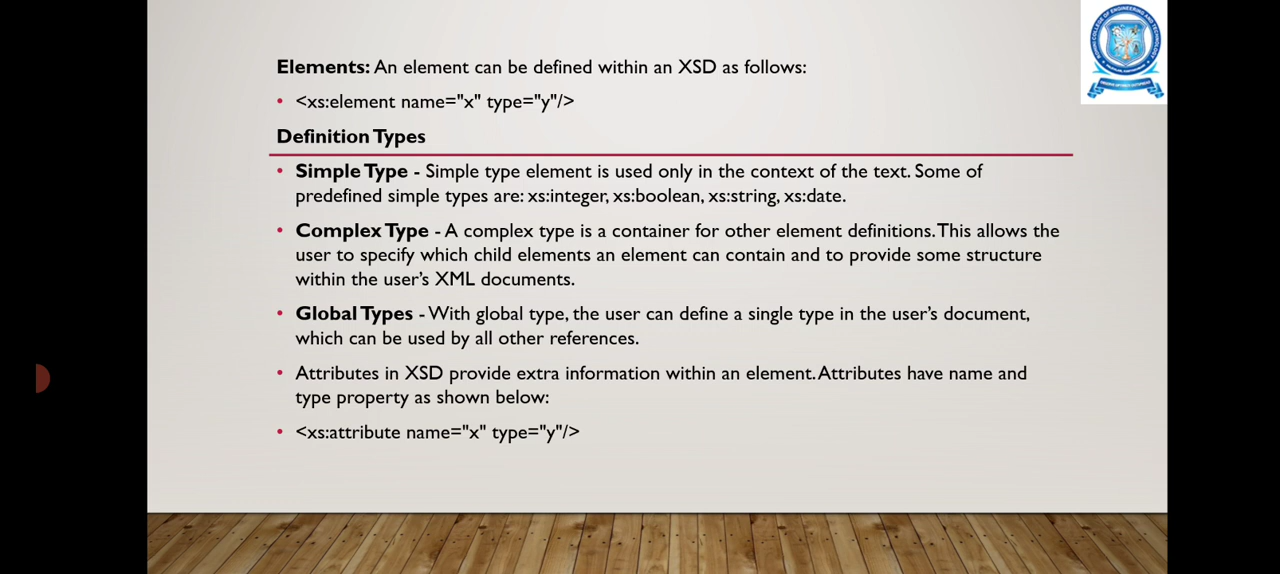 Elements: An element can be defined within an XSD as follows:
• <xs:element name="x" type="y"/>
Definition Types
• Simple Type - Simple type element is used only in the context of the text. Some of
predefined simple types are: xs:integer, xs:boolean, xs:string, xs:date.
• Complex Type - A complex type is a container for other element definitions. This allows the
user to specify which child elements an element can contain and to provide some structure
within the user's XML documents.
• Global Types - With global type, the user can define a single type in the user's document,
which can be used by all other references.
• Attributes in XSD provide extra information within an element. Attributes have name and
type property as shown below:
• <xs:attribute name="x" type="y"/>